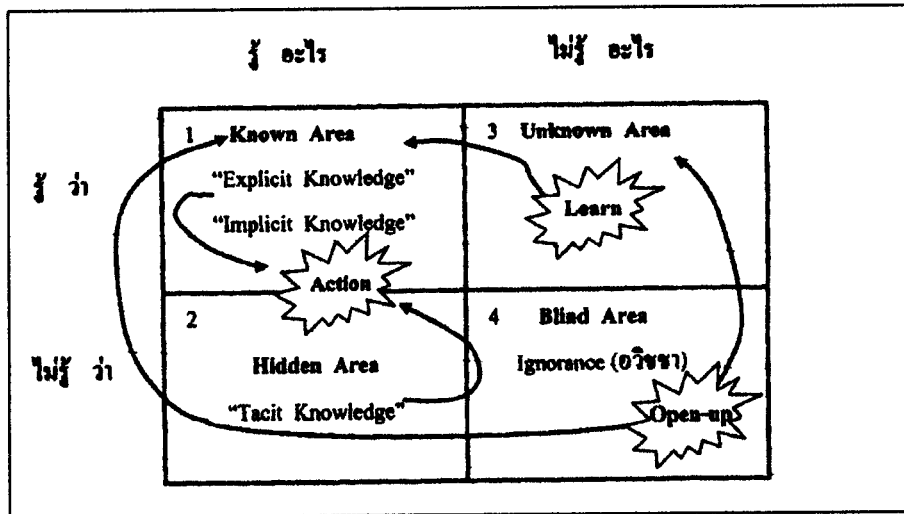 รู้ อะไร ไม่รู้ อะไร
1 Known Area
3 Unknown Area
รู้ ว่า
"Explicit Knowledge"
"Implicit Knowledge"
Learn
Action
2
Hidden Area
"Tacit Knowledge"
4 Blind Area
Ignorance (อวิชชา)
ไม่รู้ ว่า
Open-up